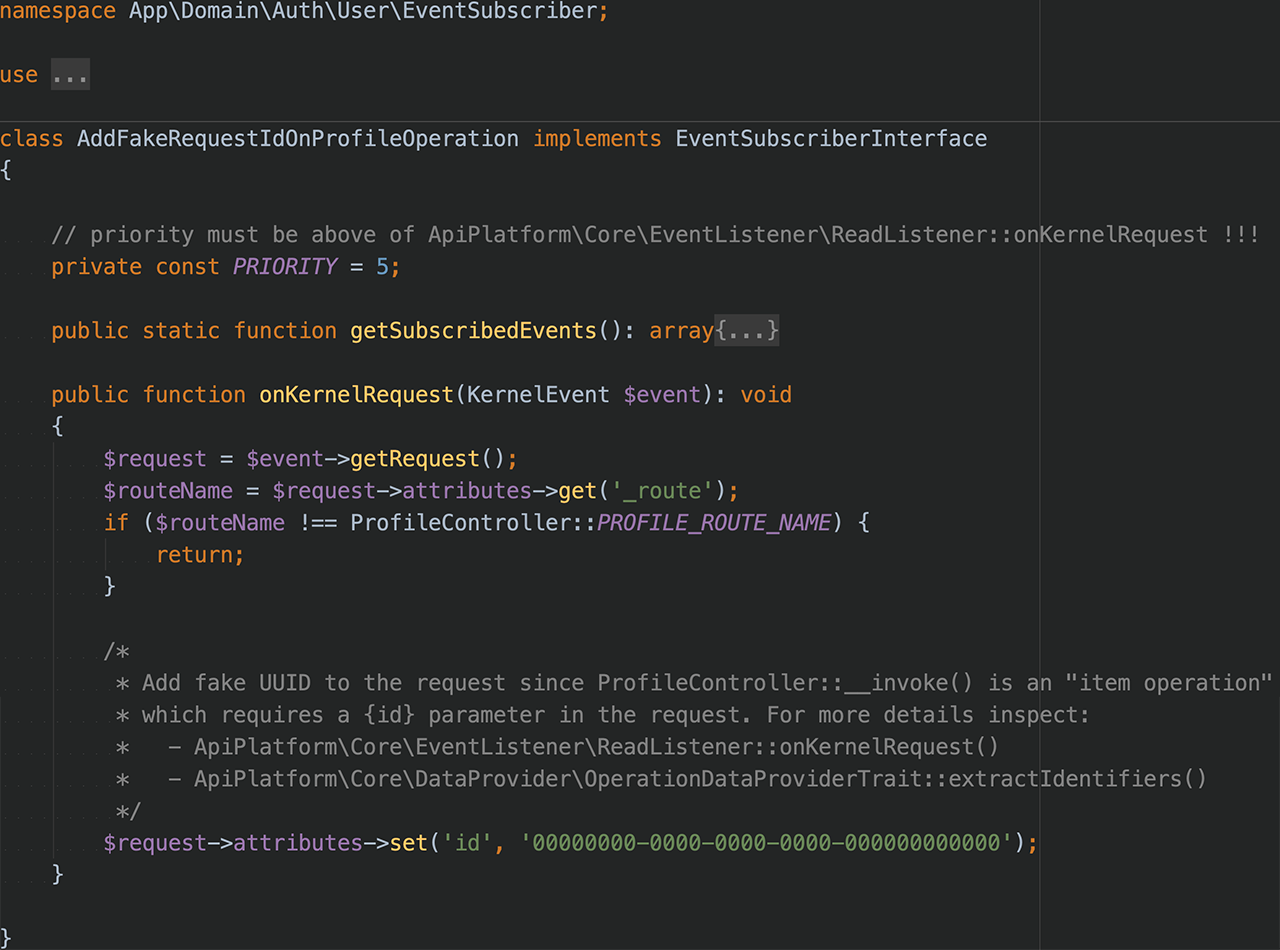 namespace App\Domain\Auth\User\EventSubscriber;
use ...
class AddFakeRequestIdOnProfileOperation implements EventSubscriberInterface
{
// priority must be above of ApiPlatform\Core\EventListener\ReadListener::onKernelRequest !!!
private const PRIORITY = 5;
public static function getSubscribedEvents(): array{...}
public function onKernelRequest(KernelEvent $event): void
{
$request = $event->getRequest();
$routeName = $request->attributes->get('_route');
if ($routeName !== ProfileController::PROFILE_ROUTE_NAME) {
return;
}
/*
* Add fake UUID to the request since ProfileController::__invoke() is an "item operation"
* which requires a {id} parameter in the request. For more details inspect:
*   - ApiPlatform\Core\EventListener\ReadListener::onKernelRequest()
*   - ApiPlatform\Core\DataProvider\OperationDataProviderTrait::extractIdentifiers()
*/
$request->attributes->set('id', '00000000-0000-0000-0000-000000000000');
}
}